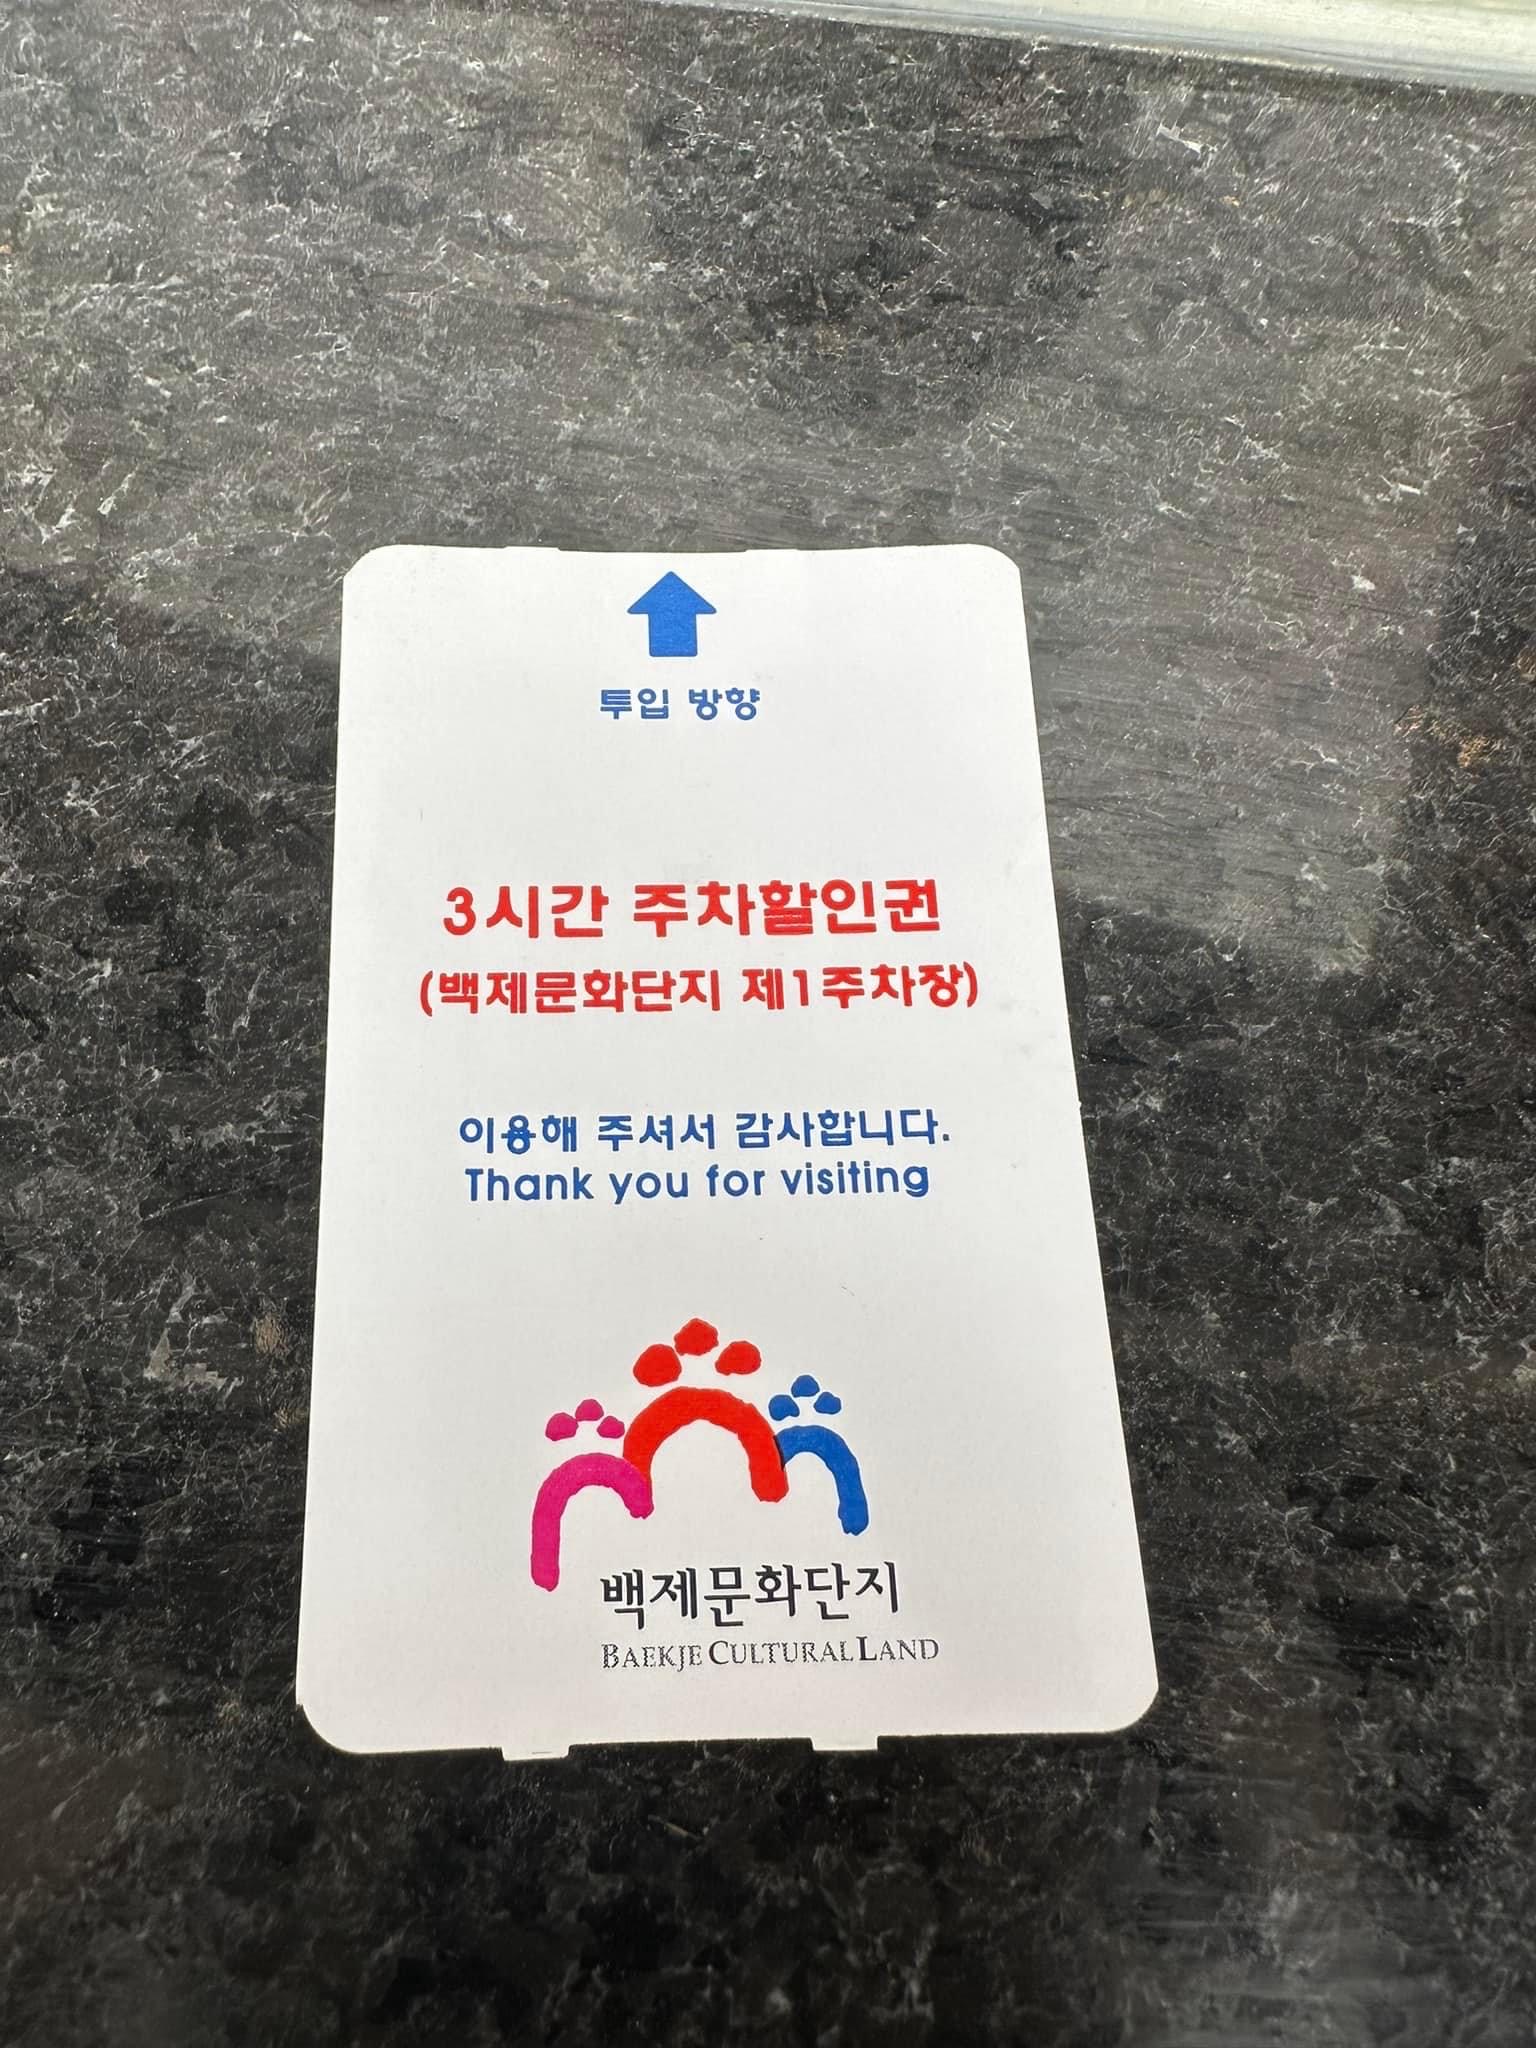 투입 방향
3시간 주차할인권
(백제문화단지 제1주차장)
이용해 주셔서 감사합니다.
Thank you for visiting
백제문화단지
BAEKJE CULTURAL LAND